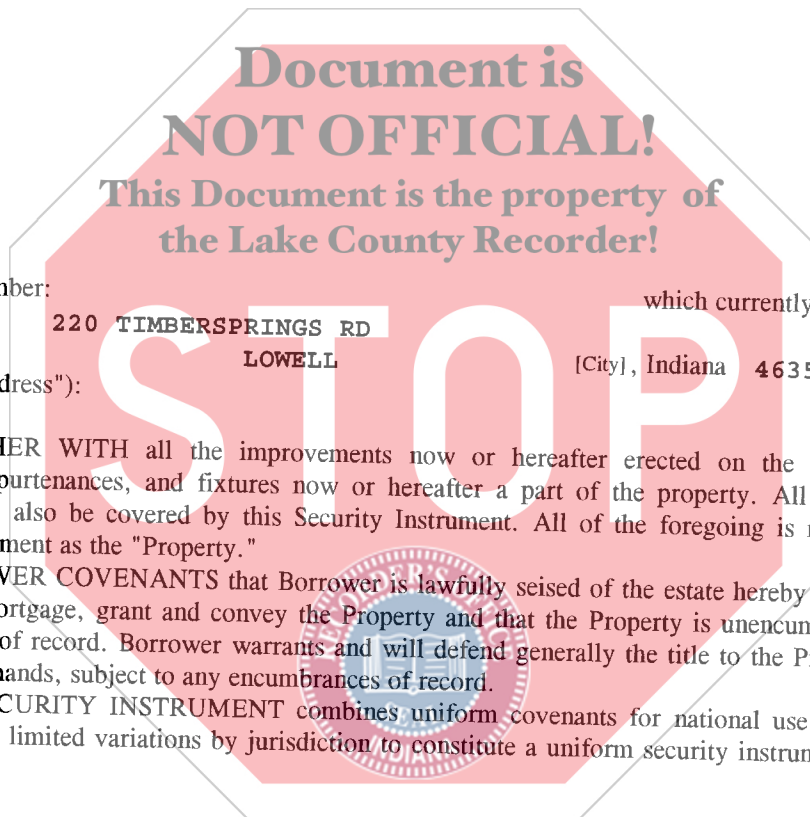 Document is
NOT OFFICIAL!
This Document is the property of
the Lake County Recorder!
nber:
which currently
220 TIMBERSPRINGS RD
LOWELL [City], Indiana 4635
dress"):
STOP
HER WITH all the improvements now or hereafter erected on the
purtenances, and fixtures now or hereafter a part of the property. All
also be covered by this Security Instrument. All of the foregoing is
ment as the "Property."
WER COVENANTS that Borrower is lawfully seised of the estate hereby
ortgage, grant and convey the Property and that the Property is unencum
of record. Borrower warrants and will defend generally the title to the P
nands, subject to any encumbrances of record.
CURITY INSTRUMENT combines uniform covenants for national use
limited variations by jurisdiction to constitute a uniform security instrum
RECORDER'S OFFICE
SEAL
INDIANA